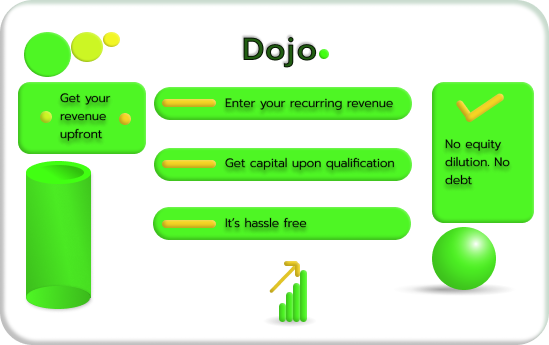 Dojo
Get your
revenue
upfront
Enter your recurring revenue
Get capital upon qualification
It's hassle free
No equity
dilution. No
debt